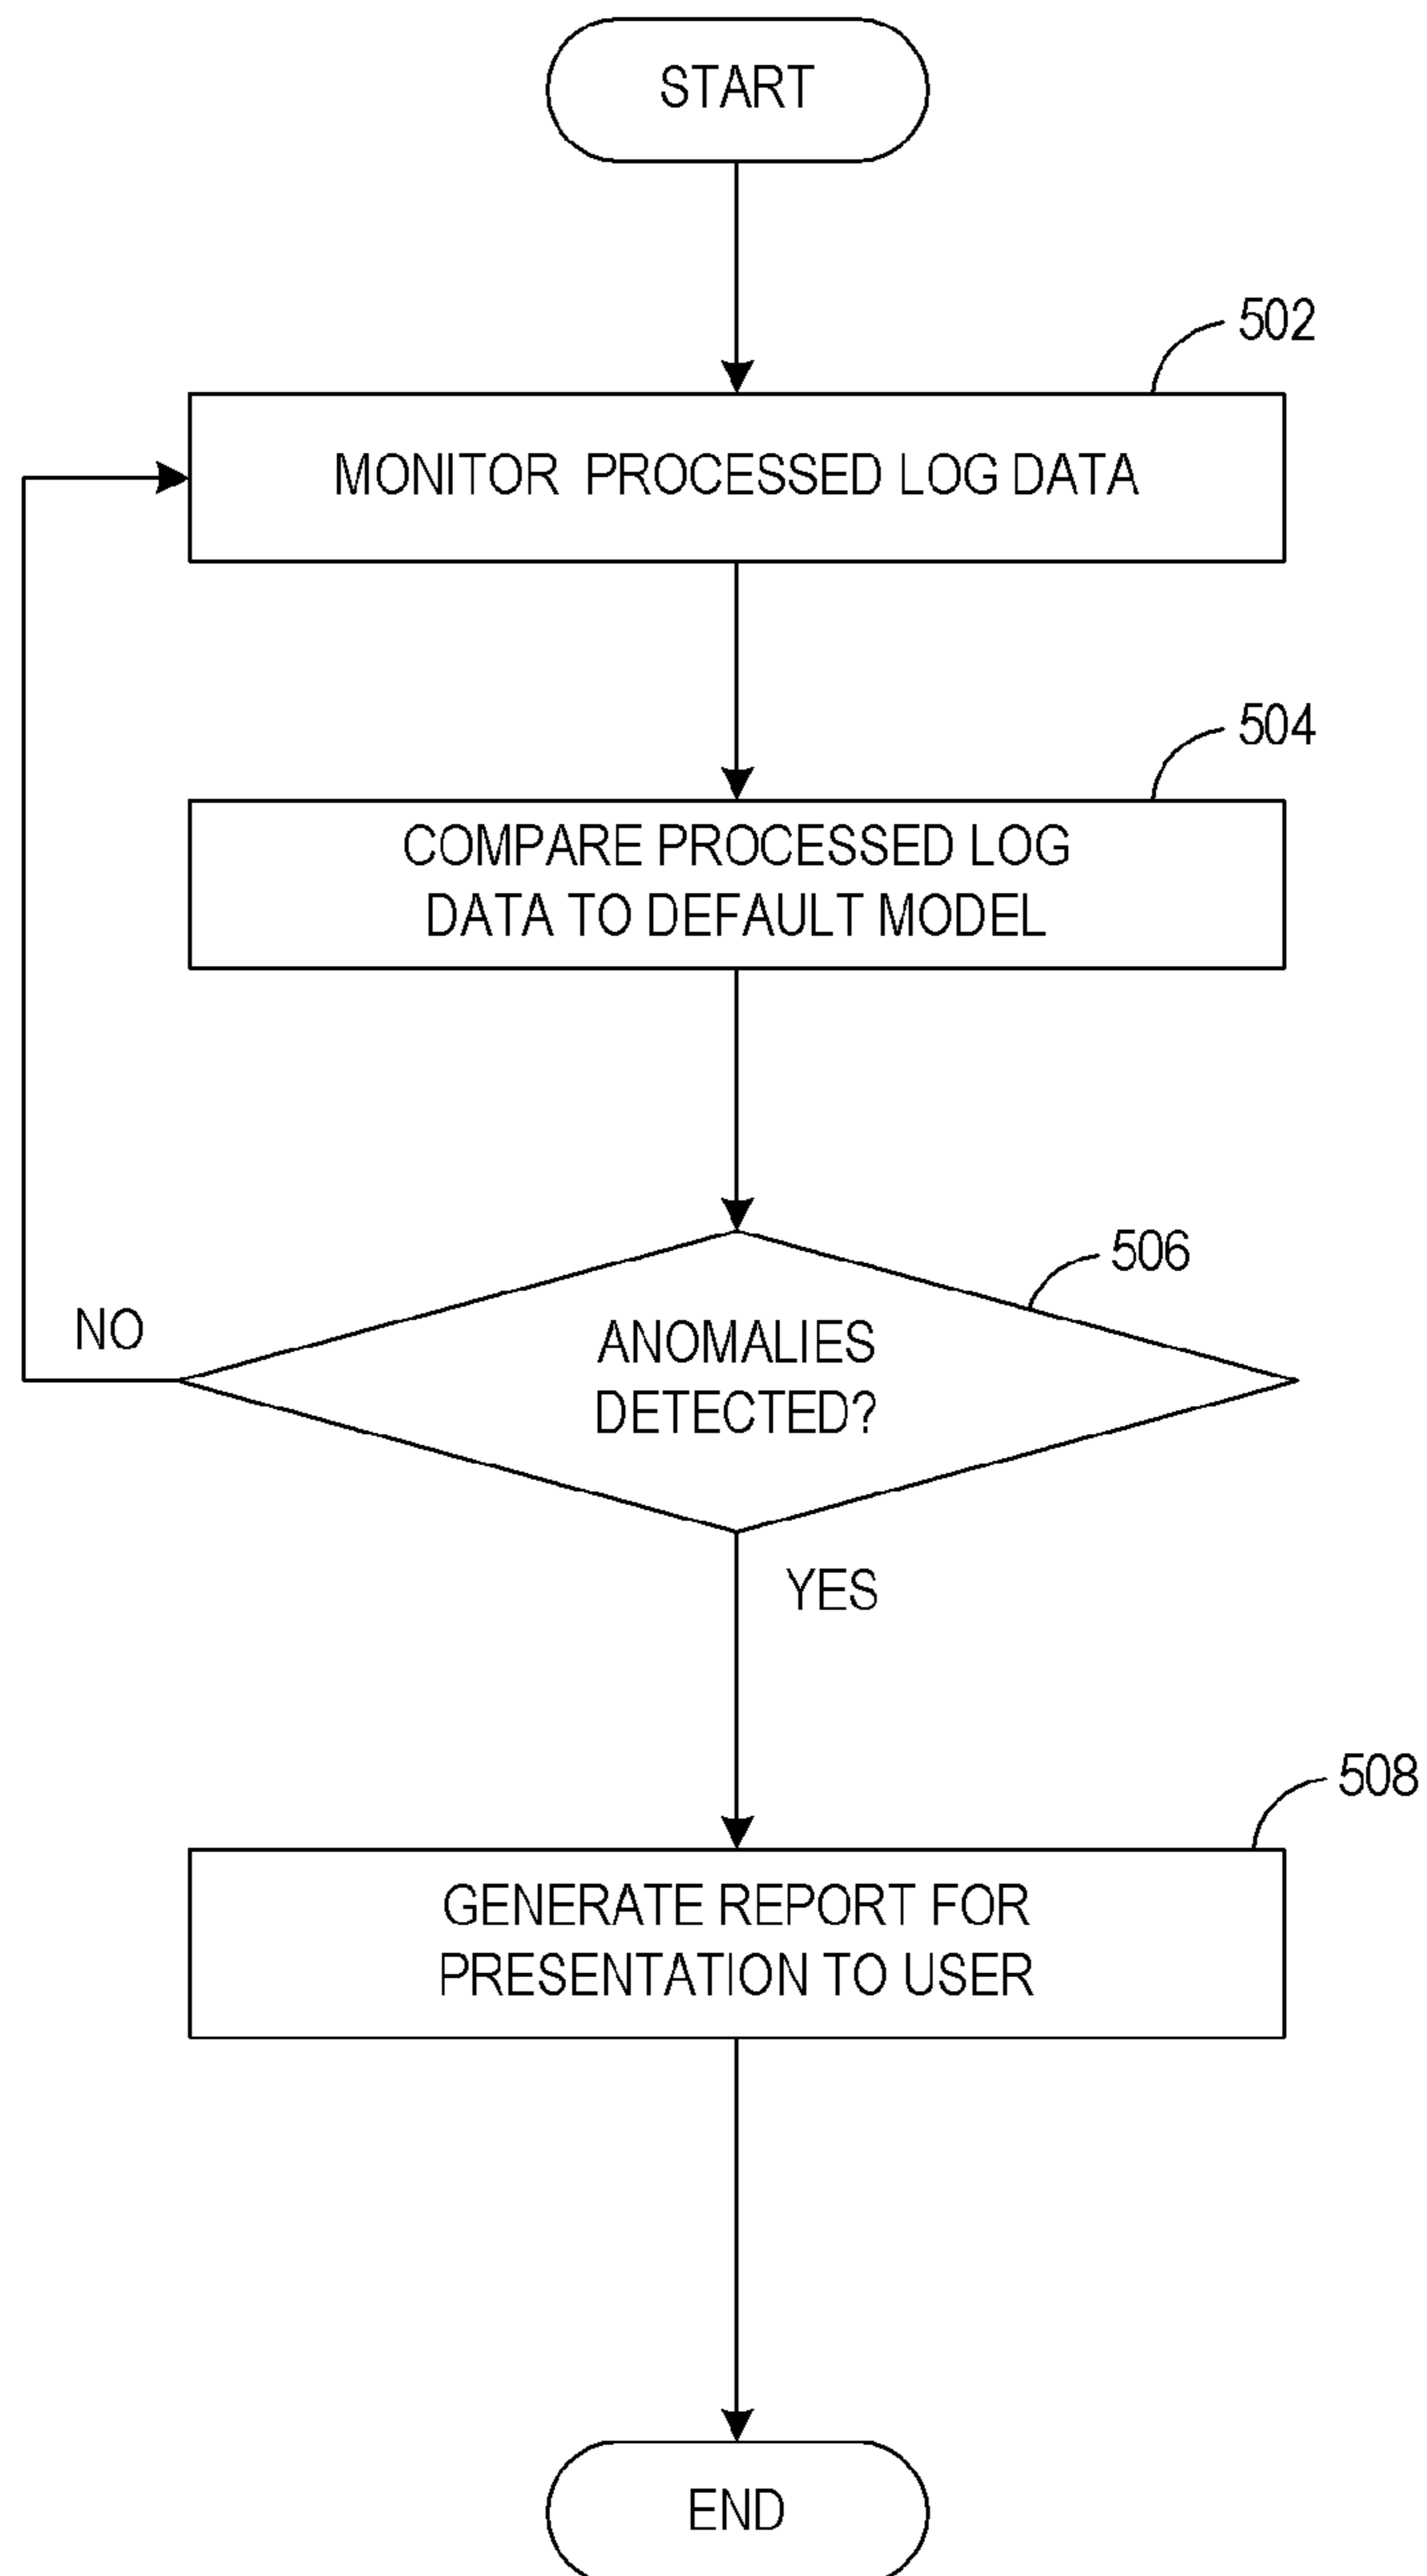 START
502
MONITOR PROCESSED LOG DATA
504
COMPARE PROCESSED LOG
DATA TO DEFAULT MODEL
506
NO
ANOMALIES
DETECTED?
YES
508
GENERATE REPORT FOR
PRESENTATION TO USER
END